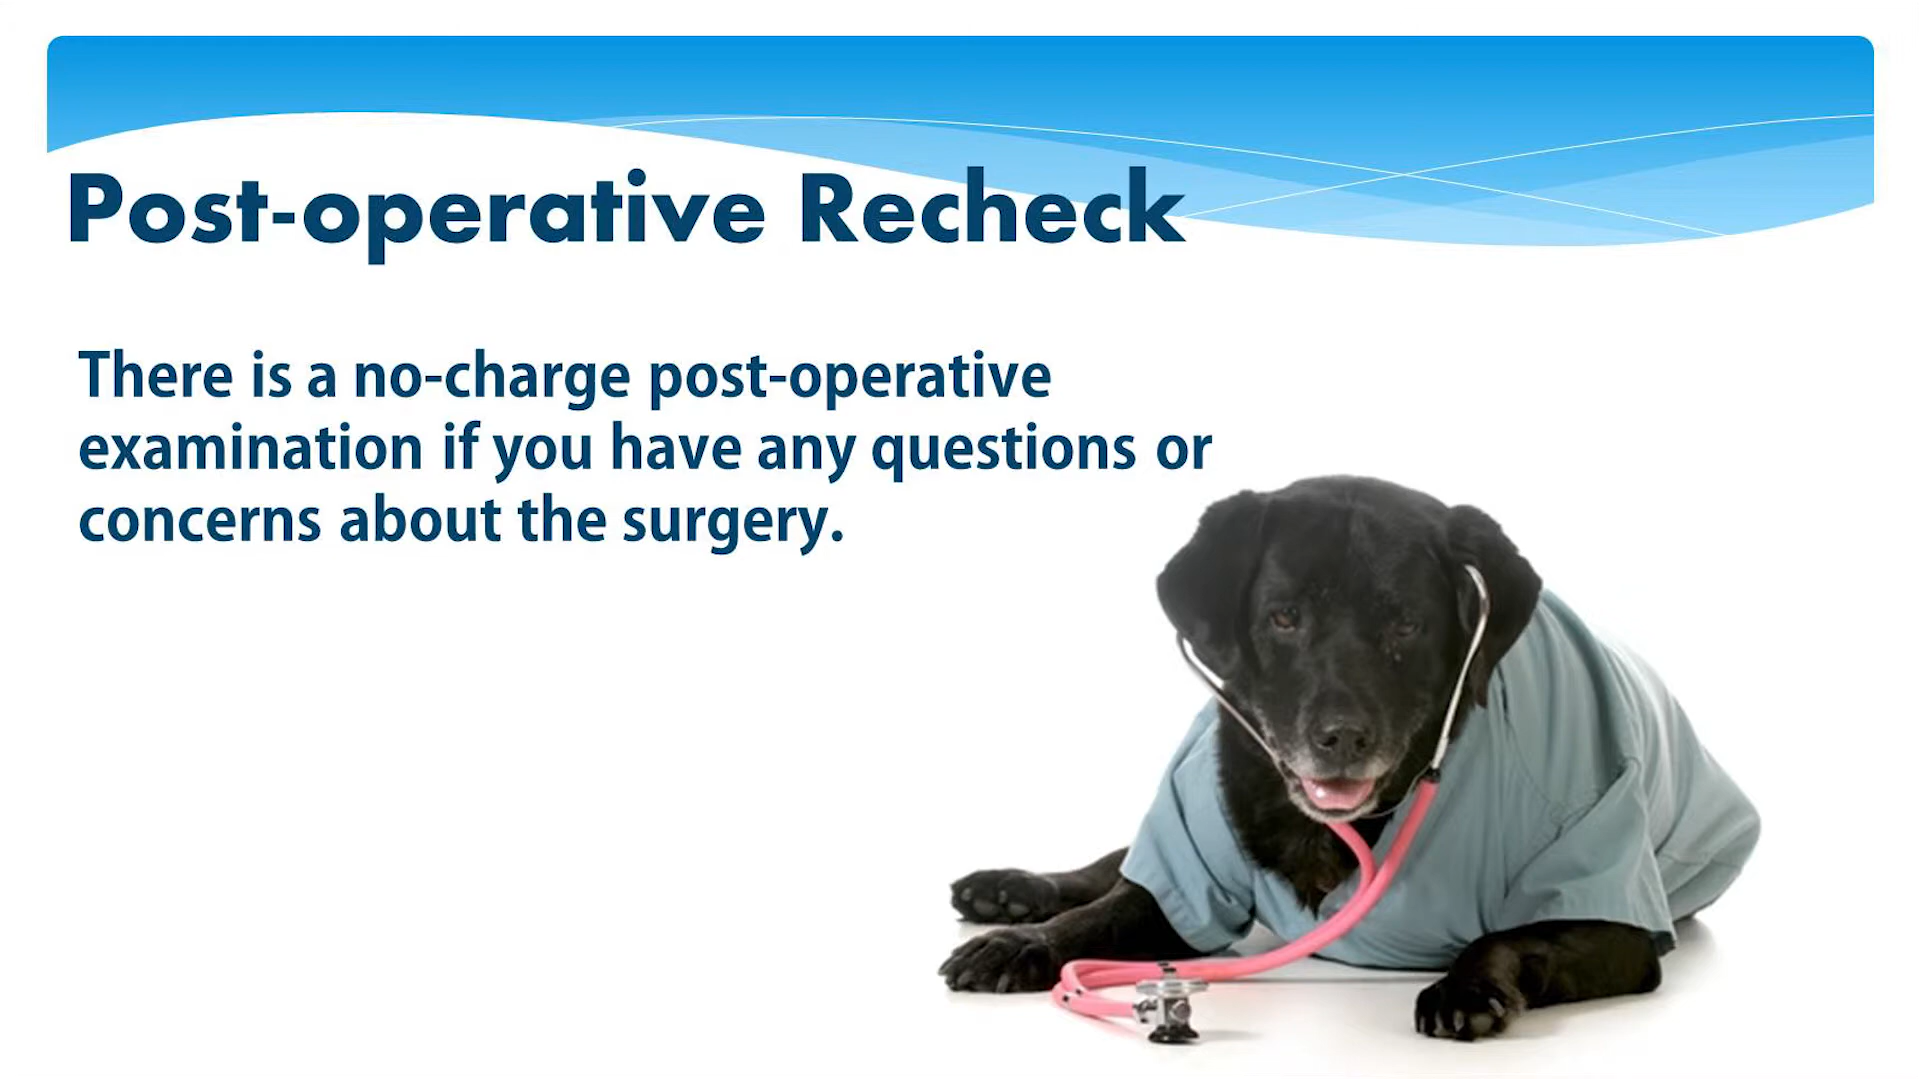 Post-operative Recheck
There is a no-charge post-operative
examination if you have any questions or
concerns about the surgery.